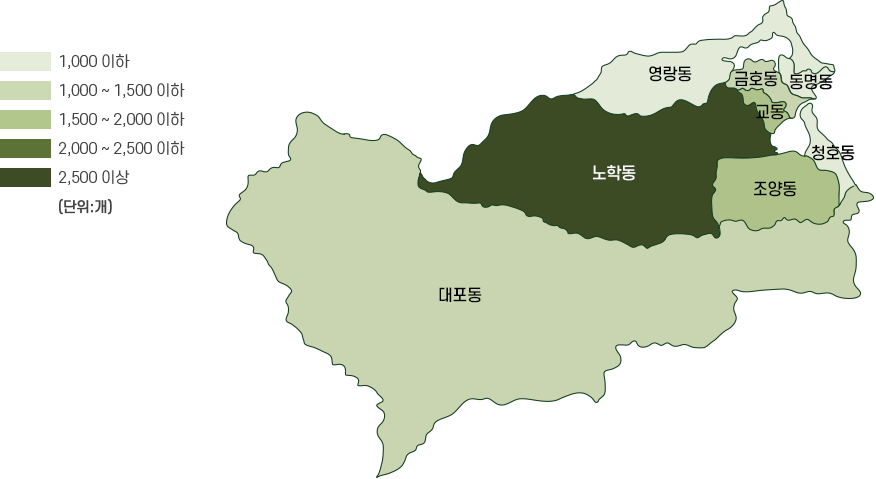 1,000 이하
1,000 ~ 1,500 이하
1,500 ~ 2,000 이하
2,000 ~ 2,500 이하
2,500 이상
(단위:개)
영랑동
금호동
동명동
교동
청호동
노학동
조양동
대포동